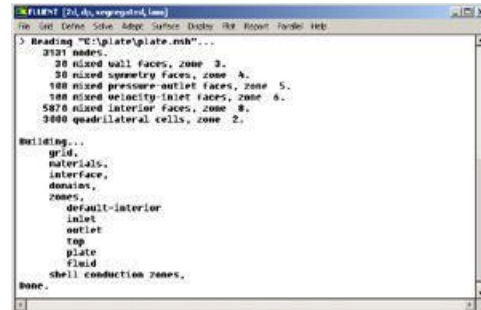 FLUENT [2d, dp, segregated, lam]
File Grid Define Solve Adapt Surface Display Plot Report Parallel Help
> Reading "C:\plate\plate.msh"...
3131 nodes.
30 mixed wall faces, zone 3.
30 mixed symmetry faces, zone 4.
100 mixed pressure-outlet faces, zone 5.
100 mixed velocity-inlet faces, zone 6.
5870 mixed interior faces, zone 8.
3000 quadrilateral cells, zone 2.
Building...
grid,
materials,
interface,
domains,
zones,
default-interior
inlet
outlet
top
plate
fluid
shell conduction zones,
Done.